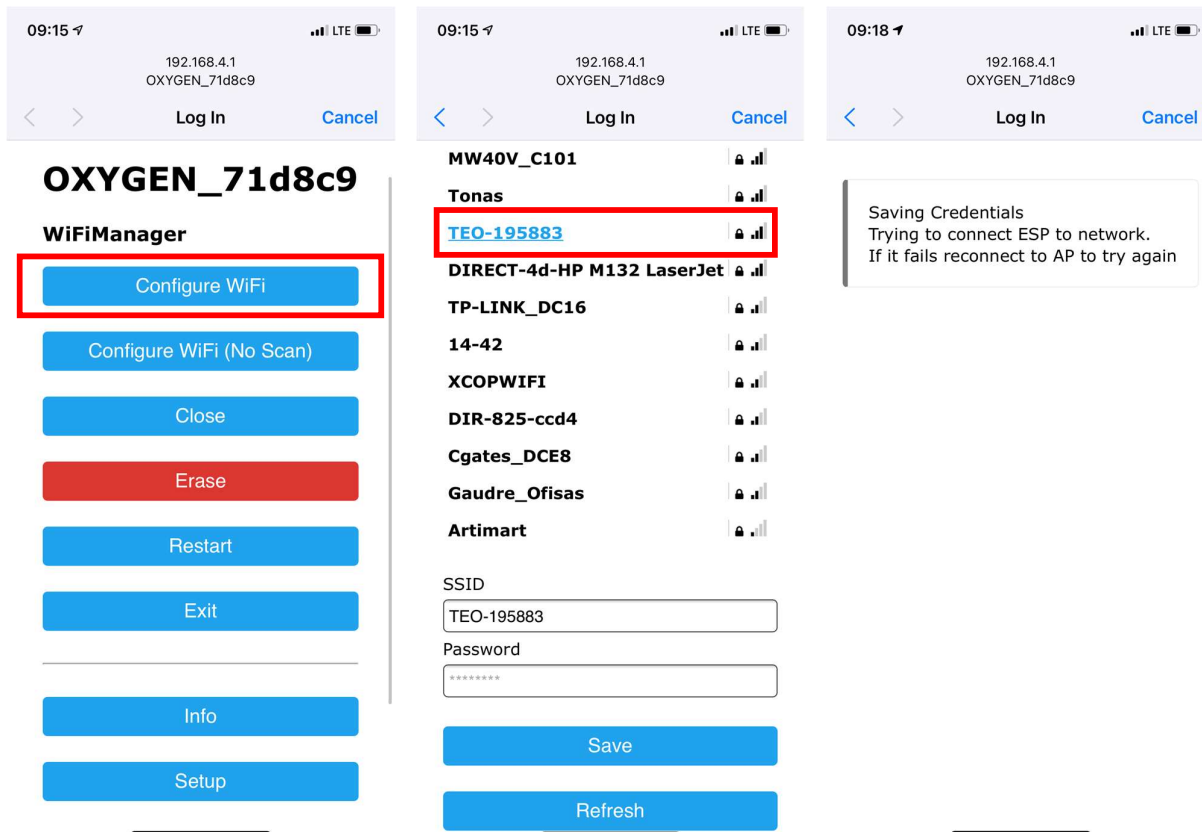 09:15
LTE
192.168.4.1
OXYGEN_71d8c9
Log In
Cancel
OXYGEN_71d8c9
WiFiManager
Configure WiFi
Configure WiFi (No Scan)
Close
Erase
Restart
Exit
Info
Setup
09:15
LTE
192.168.4.1
OXYGEN_71d8c9
Log In
Cancel
MW40V_C101
Tonas
TEO-195883
DIRECT-4d-HP M132 LaserJet
TP-LINK_DC16
14-42
XCOPWIFI
DIR-825-ccd4
Cgates_DCE8
Gaudre_Ofisas
Artimart
SSID
TEO-195883
Password
********
Save
Refresh
09:18
LTE
192.168.4.1
OXYGEN_71d8c9
Log In
Cancel
Saving Credentials
Trying to connect ESP to network.
If it fails reconnect to AP to try again